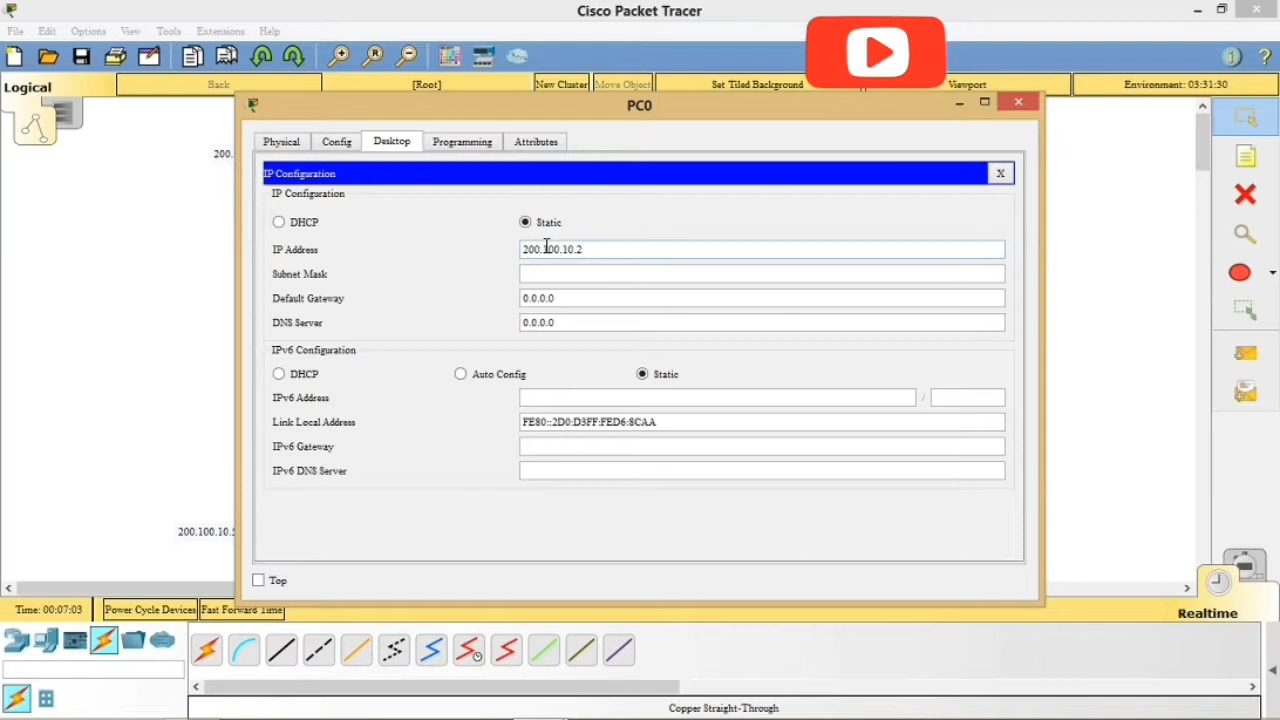 Cisco Packet Tracer
File Edit Options View Tools Extensions Help
Logical
Back
[Root]
New Cluster
Move Object
Set Tiled Background
Viewport
Environment: 03:31:30
PC0
Physical Config Desktop Programming Attributes
IP Configuration X
IP Configuration
DHCP Static
IP Address 200.100.10.2
Subnet Mask
Default Gateway 0.0.0.0
DNS Server 0.0.0.0
IPv6 Configuration
DHCP Auto Config Static
IPv6 Address /
Link Local Address FE80::2D0:D3FF:FED6:8CAA
IPv6 Gateway
IPv6 DNS Server
Top
200.
200.100.10.
Time: 00:07:03 Power Cycle Devices Fast Forward Time
Realtime
Copper Straight-Through